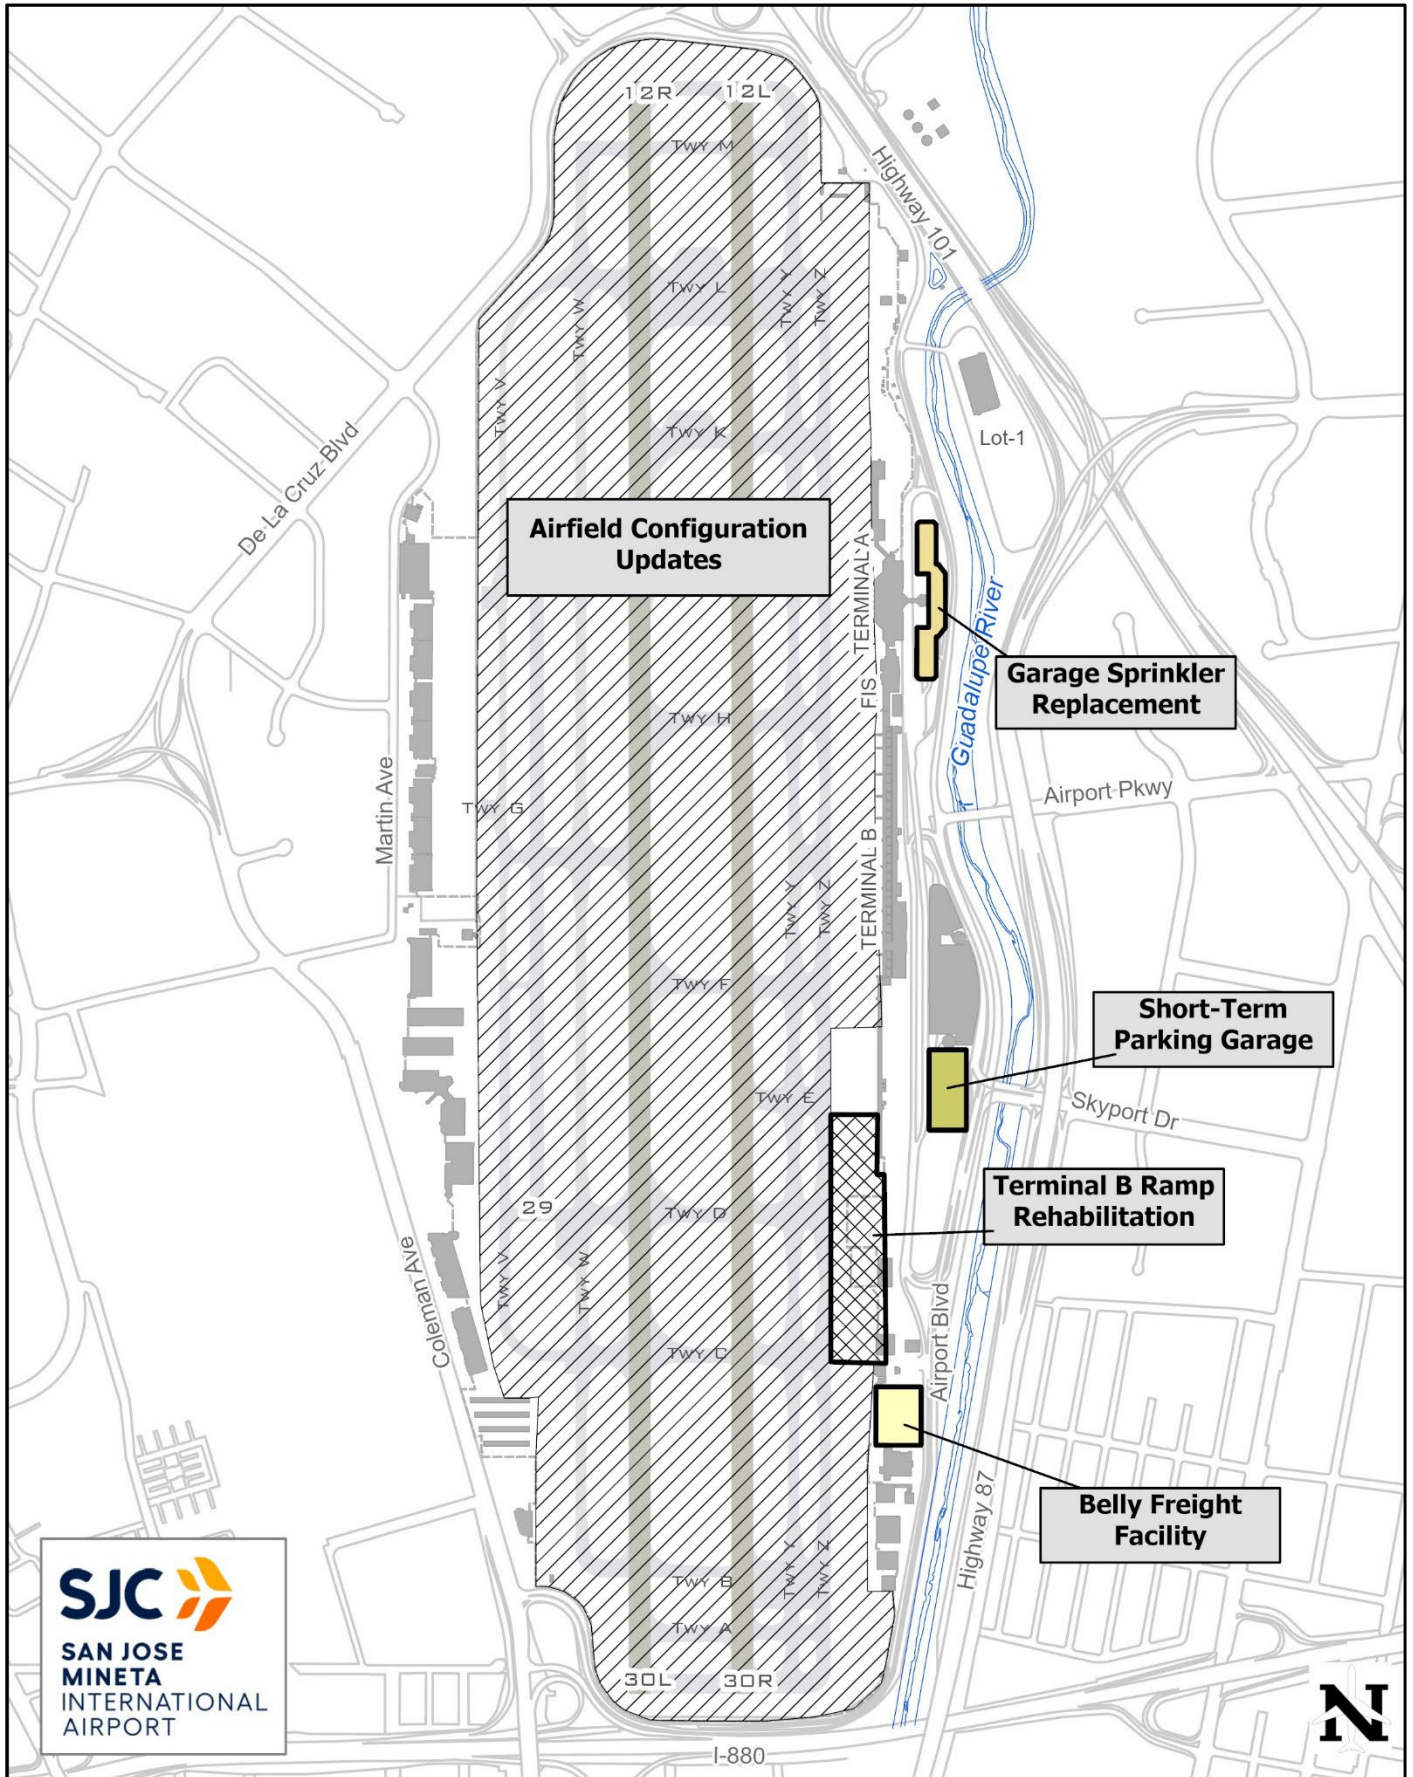 12R
12L
Twy M
Highway 101
Twy L
Twy Y
Twy Z
Twy W
Twy V
Twy K
Lot-1
De La Cruz Blvd
Airfield Configuration
Updates
TERMINAL A
FIS
Garage Sprinkler
Replacement
Guadalupe River
Twy H
Airport Pkwy
Martin Ave
Twy G
TERMINAL B
Twy Y
Twy Z
Twy F
Short-Term
Parking Garage
Twy E
Skyport Dr
Terminal B Ramp
Rehabilitation
29
Twy D
Twy V
Twy W
Coleman Ave
Airport Blvd
Twy C
Belly Freight
Facility
Highway 87
Twy B
Twy Y
Twy Z
Twy A
30L
30R
SJC
SAN JOSE
MINETA
INTERNATIONAL
AIRPORT
I-880
N